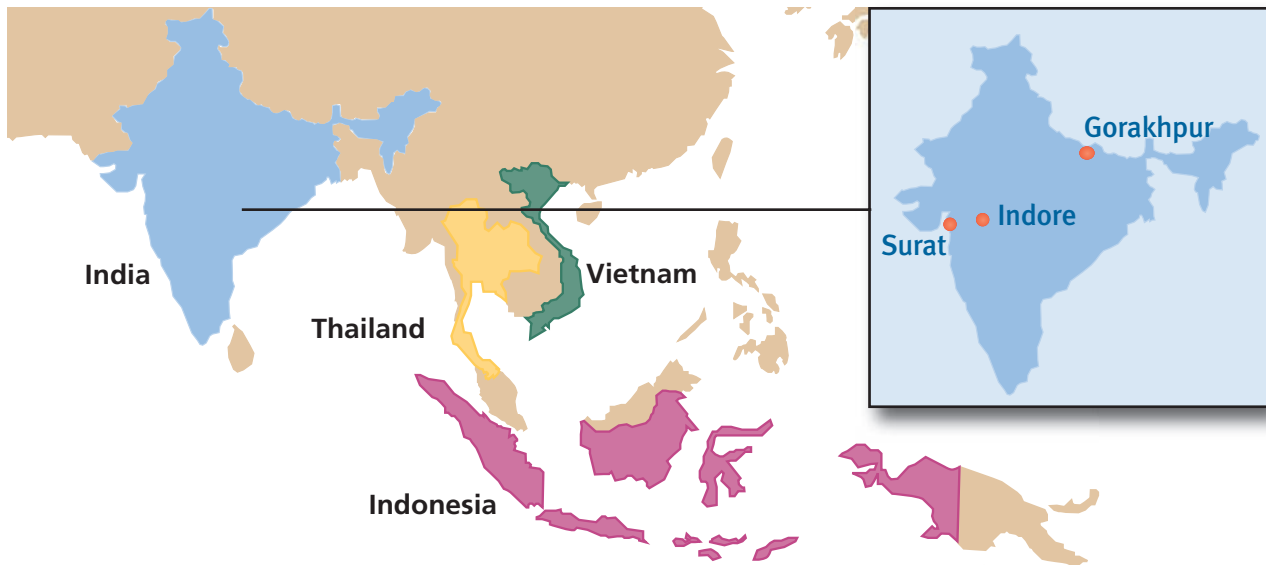 India
Thailand
Vietnam
Indonesia
Gorakhpur
Indore
Surat